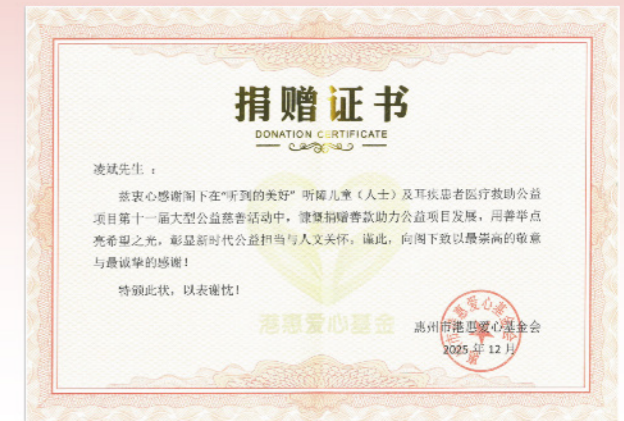 捐赠证书
DONATION CERTIFICATE
凌斌先生 ：
兹衷心感谢阁下在“听到的美好” 听障儿童（人士）及耳疾患者医疗救助公益
项目第十一届大型公益慈善活动中，慷慨捐赠善款助力公益项目发展，用善举点
亮希望之光，彰显新时代公益担当与人文关怀。谨此，向阁下致以最崇高的敬意
与最诚挚的感谢！
特颁此状，以表谢忱！
港惠爱心基金
惠州市港惠爱心基金会
2025 年 12 月